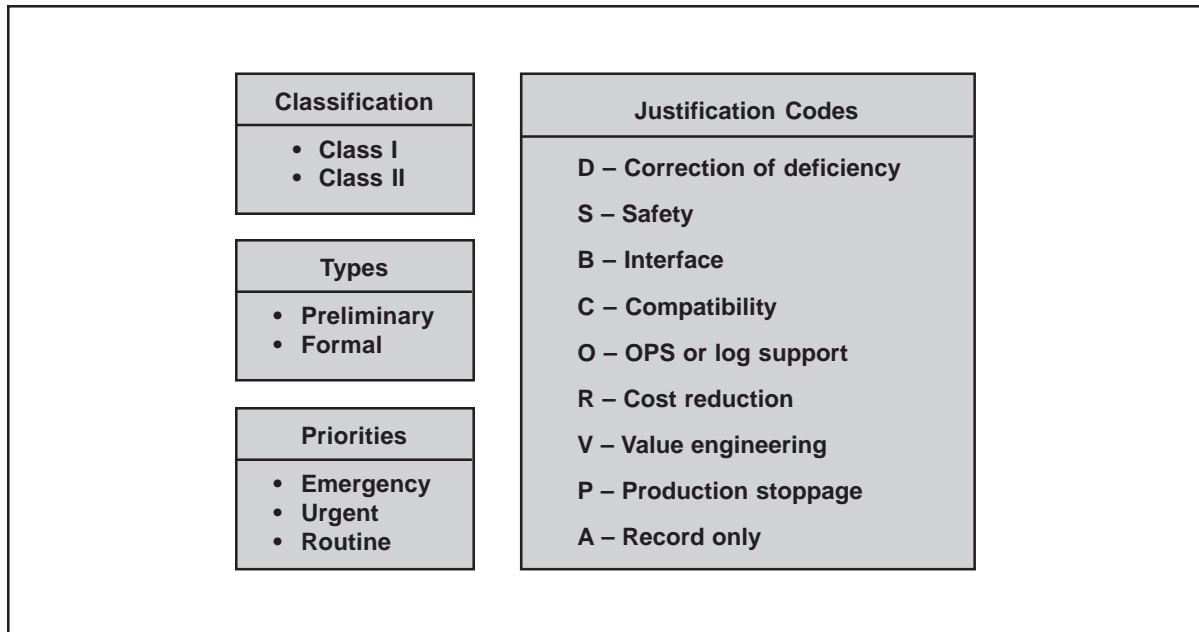 Classification
• Class I
• Class II
Types
• Preliminary
• Formal
Priorities
• Emergency
• Urgent
• Routine
Justification Codes
D – Correction of deficiency
S – Safety
B – Interface
C – Compatibility
O – OPS or log support
R – Cost reduction
V – Value engineering
P – Production stoppage
A – Record only